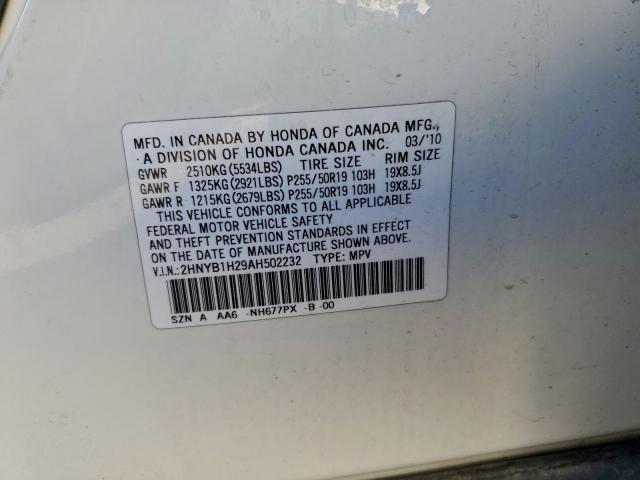 MFD. IN CANADA BY HONDA OF CANADA MFG.,
A DIVISION OF HONDA CANADA INC. 03/'10
GVWR 2510KG(5534LBS) TIRE SIZE RIM SIZE
GAWR F 1325KG(2921LBS) P255/50R19 103H 19X8.5J
GAWR R 1215KG(2679LBS) P255/50R19 103H 19X8.5J
THIS VEHICLE CONFORMS TO ALL APPLICABLE
FEDERAL MOTOR VEHICLE SAFETY
AND THEFT PREVENTION STANDARDS IN EFFECT
ON THE DATE OF MANUFACTURE SHOWN ABOVE.
V.I.N.:2HNYB1H29AH502232 TYPE: MPV
SZN A AA6 -NH677PX -B -00